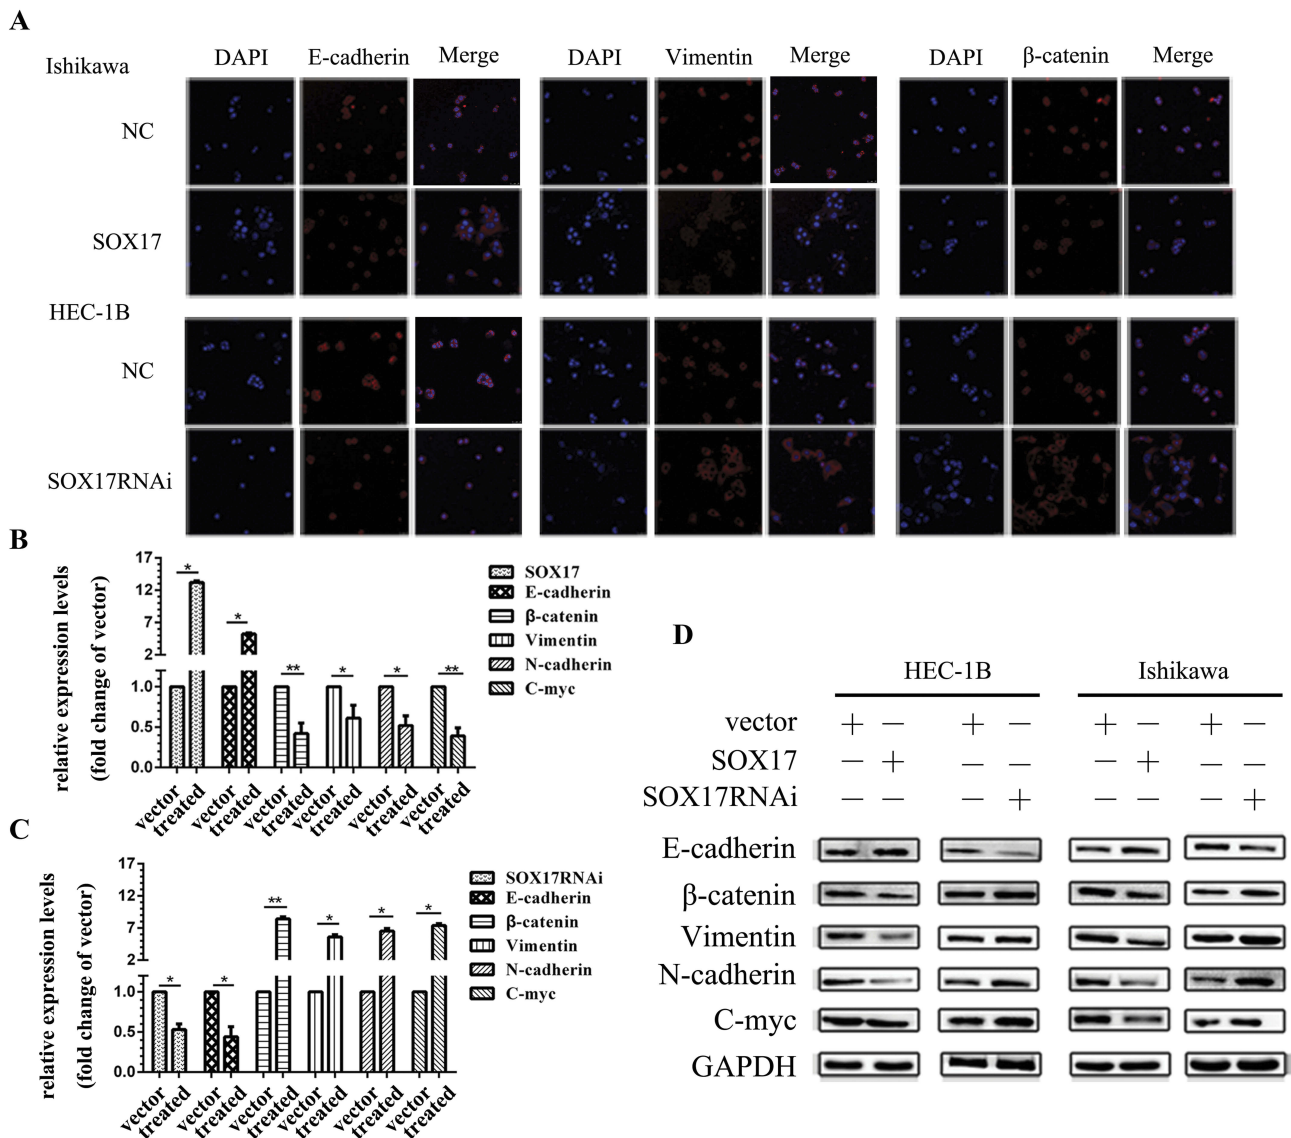 A
Ishikawa
DAPI E-cadherin Merge DAPI Vimentin Merge DAPI β-catenin Merge
NC
SOX17
HEC-1B
NC
SOX17RNAi
B
relative expression levels
(fold change of vector)
17
12
7
2
1.0
0.5
0.0
* * ** * * **
vector treated vector treated vector treated vector treated vector treated vector treated
SOX17
E-cadherin
β-catenin
Vimentin
N-cadherin
C-myc
C
relative expression levels
(fold change of vector)
17
12
7
2
1.0
0.5
0.0
* * ** * * *
vector treated vector treated vector treated vector treated vector treated vector treated
SOX17RNAi
E-cadherin
β-catenin
Vimentin
N-cadherin
C-myc
D
HEC-1B Ishikawa
vector + − + − + − + −
SOX17 − + − − − + − −
SOX17RNAi − − − + − − − +
E-cadherin
β-catenin
Vimentin
N-cadherin
C-myc
GAPDH